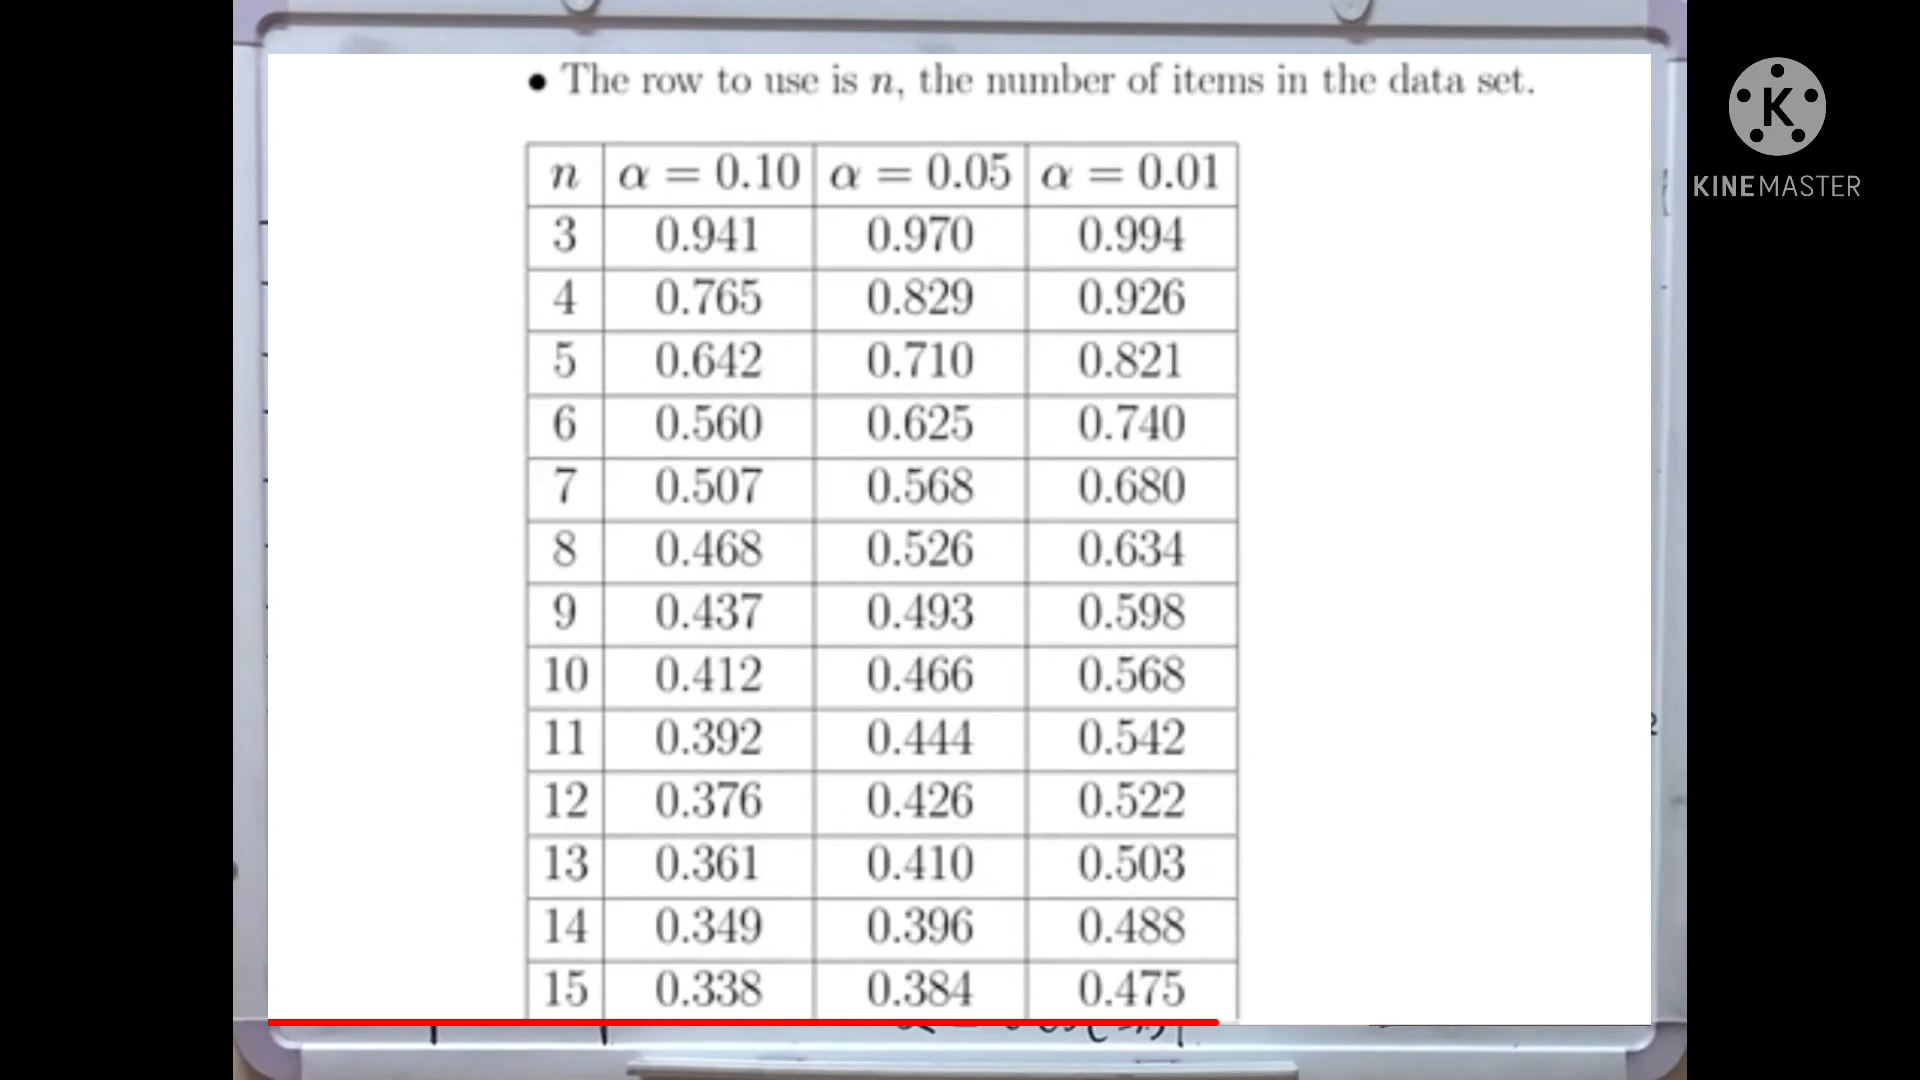 • The row to use is n, the number of items in the data set.
n α = 0.10 α = 0.05 α = 0.01
3 0.941 0.970 0.994
4 0.765 0.829 0.926
5 0.642 0.710 0.821
6 0.560 0.625 0.740
7 0.507 0.568 0.680
8 0.468 0.526 0.634
9 0.437 0.493 0.598
10 0.412 0.466 0.568
11 0.392 0.444 0.542
12 0.376 0.426 0.522
13 0.361 0.410 0.503
14 0.349 0.396 0.488
15 0.338 0.384 0.475
K
KINEMASTER
2